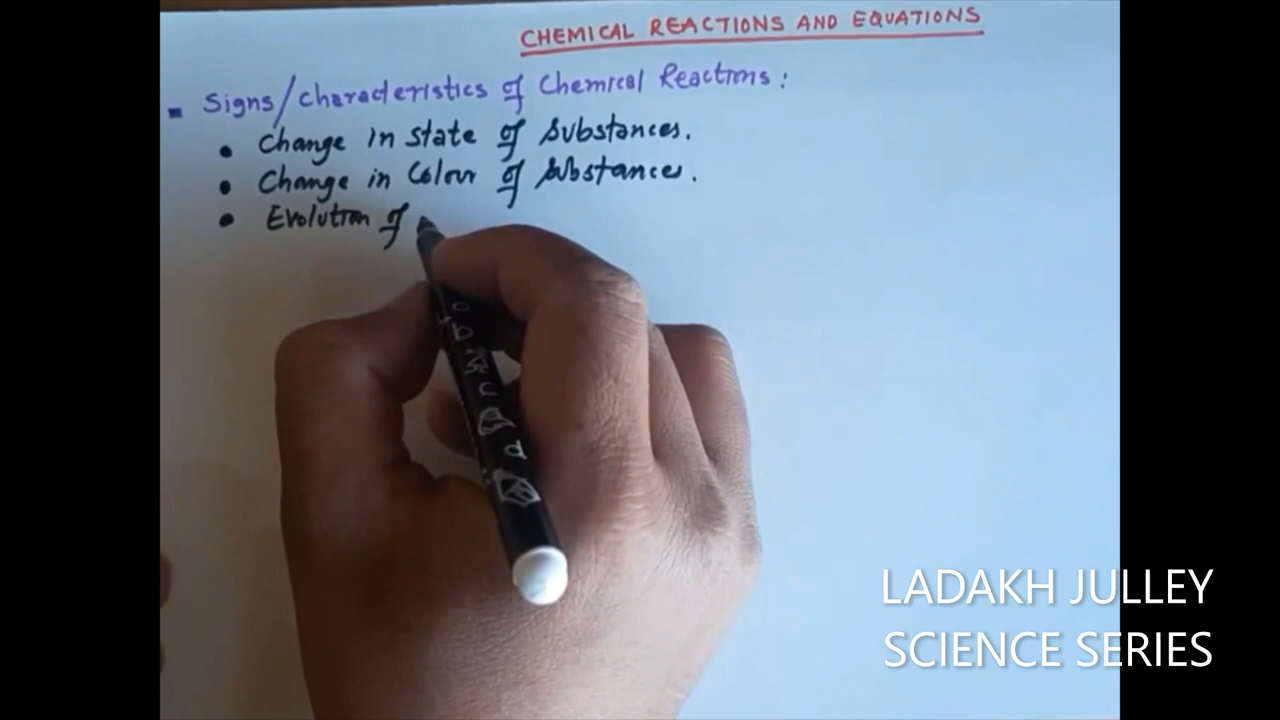 CHEMICAL REACTIONS AND EQUATIONS
Signs/characteristics of Chemical Reactions:
• Change in State of Substances.
• Change in Colour of Substance.
• Evolution of
a
b
c
d
LADAKH JULLEY
SCIENCE SERIES